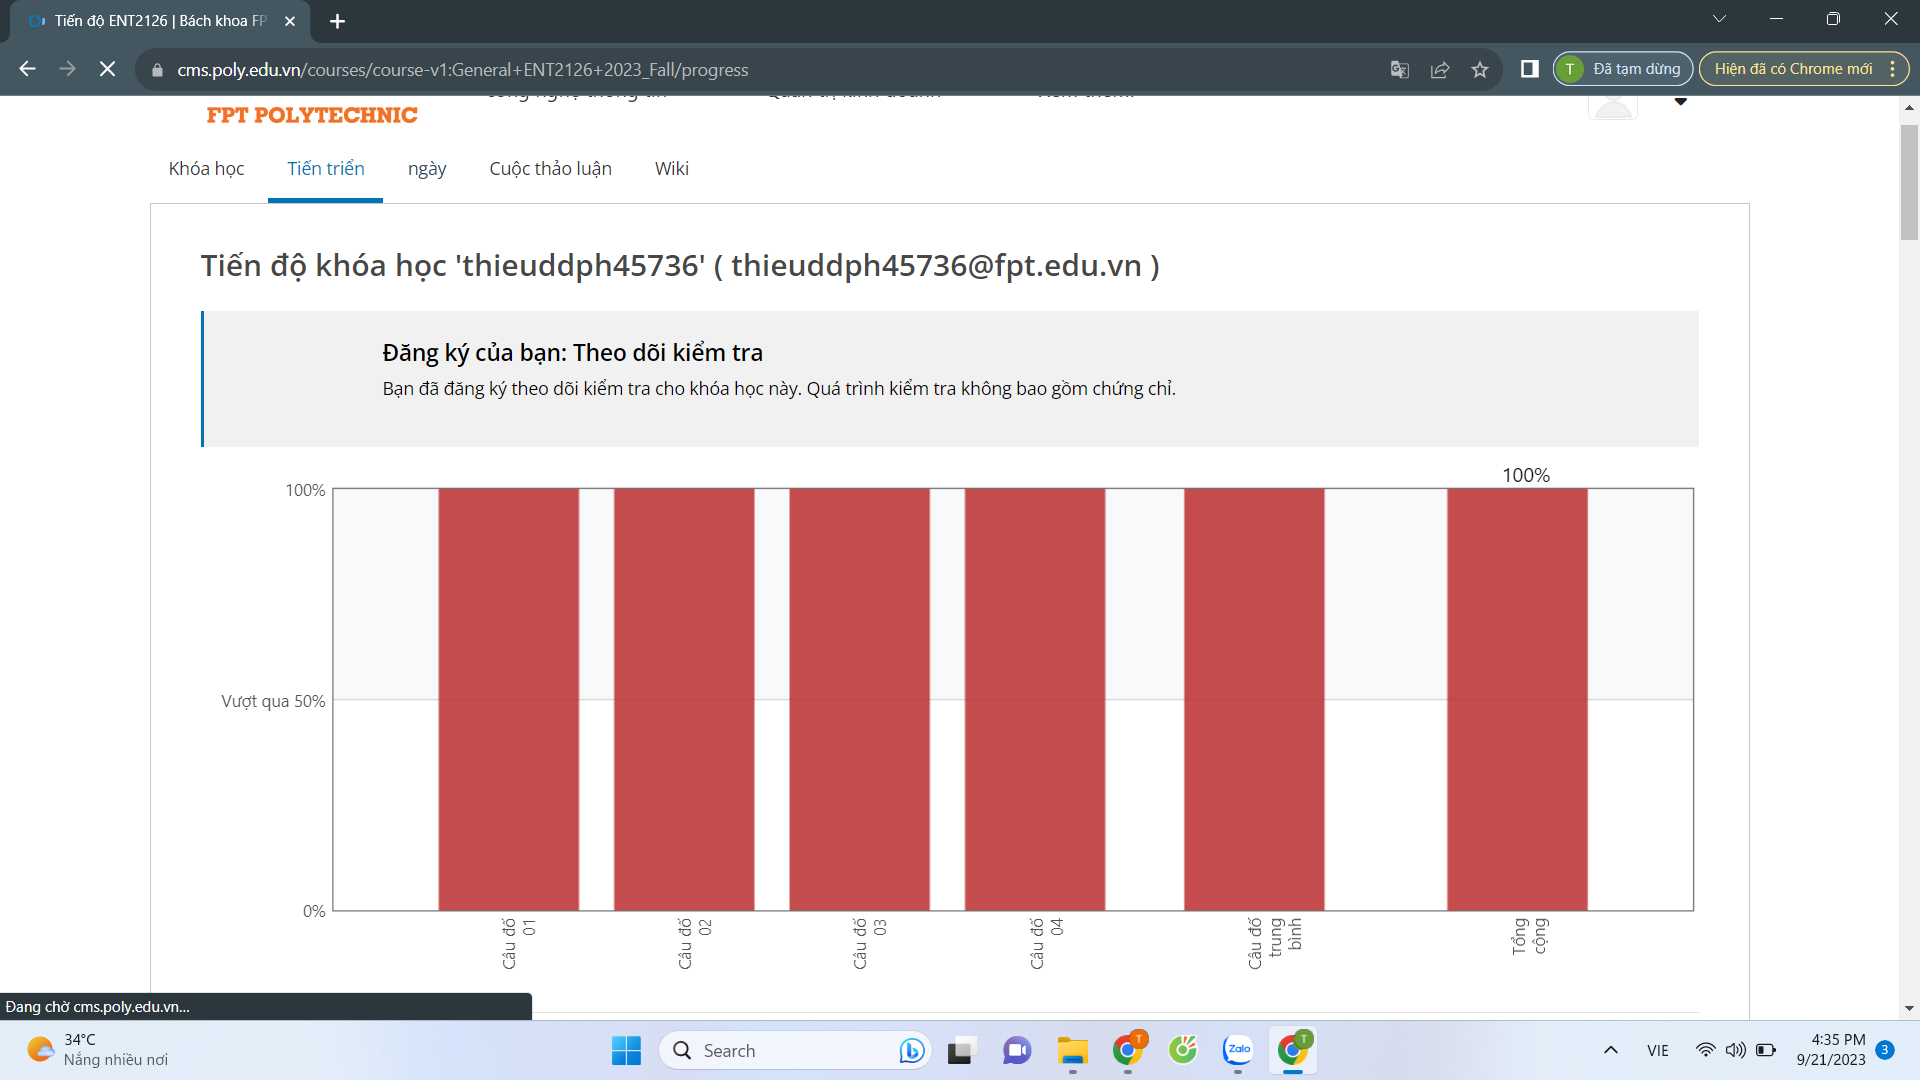 Tiến độ ENT2126 | Bách khoa FP
cms.poly.edu.vn/courses/course-v1:General+ENT2126+2023_Fall/progress
T
Đã tạm dừng
Hiện đã có Chrome mới
FPT POLYTECHNIC
Khóa học
Tiến triển
ngày
Cuộc thảo luận
Wiki
Tiến độ khóa học 'thieuddph45736' ( thieuddph45736@fpt.edu.vn )
Đăng ký của bạn: Theo dõi kiểm tra
Bạn đã đăng ký theo dõi kiểm tra cho khóa học này. Quá trình kiểm tra không bao gồm chứng chỉ.
100%
100%
Vượt qua 50%
0%
Câu đố
01
Câu đố
02
Câu đố
03
Câu đố
04
Câu đố
trung
bình
Tổng
cộng
Đang chờ cms.poly.edu.vn...
34°C
Nắng nhiều nơi
Search
T
Zalo
T
VIE
4:35 PM
9/21/2023
3